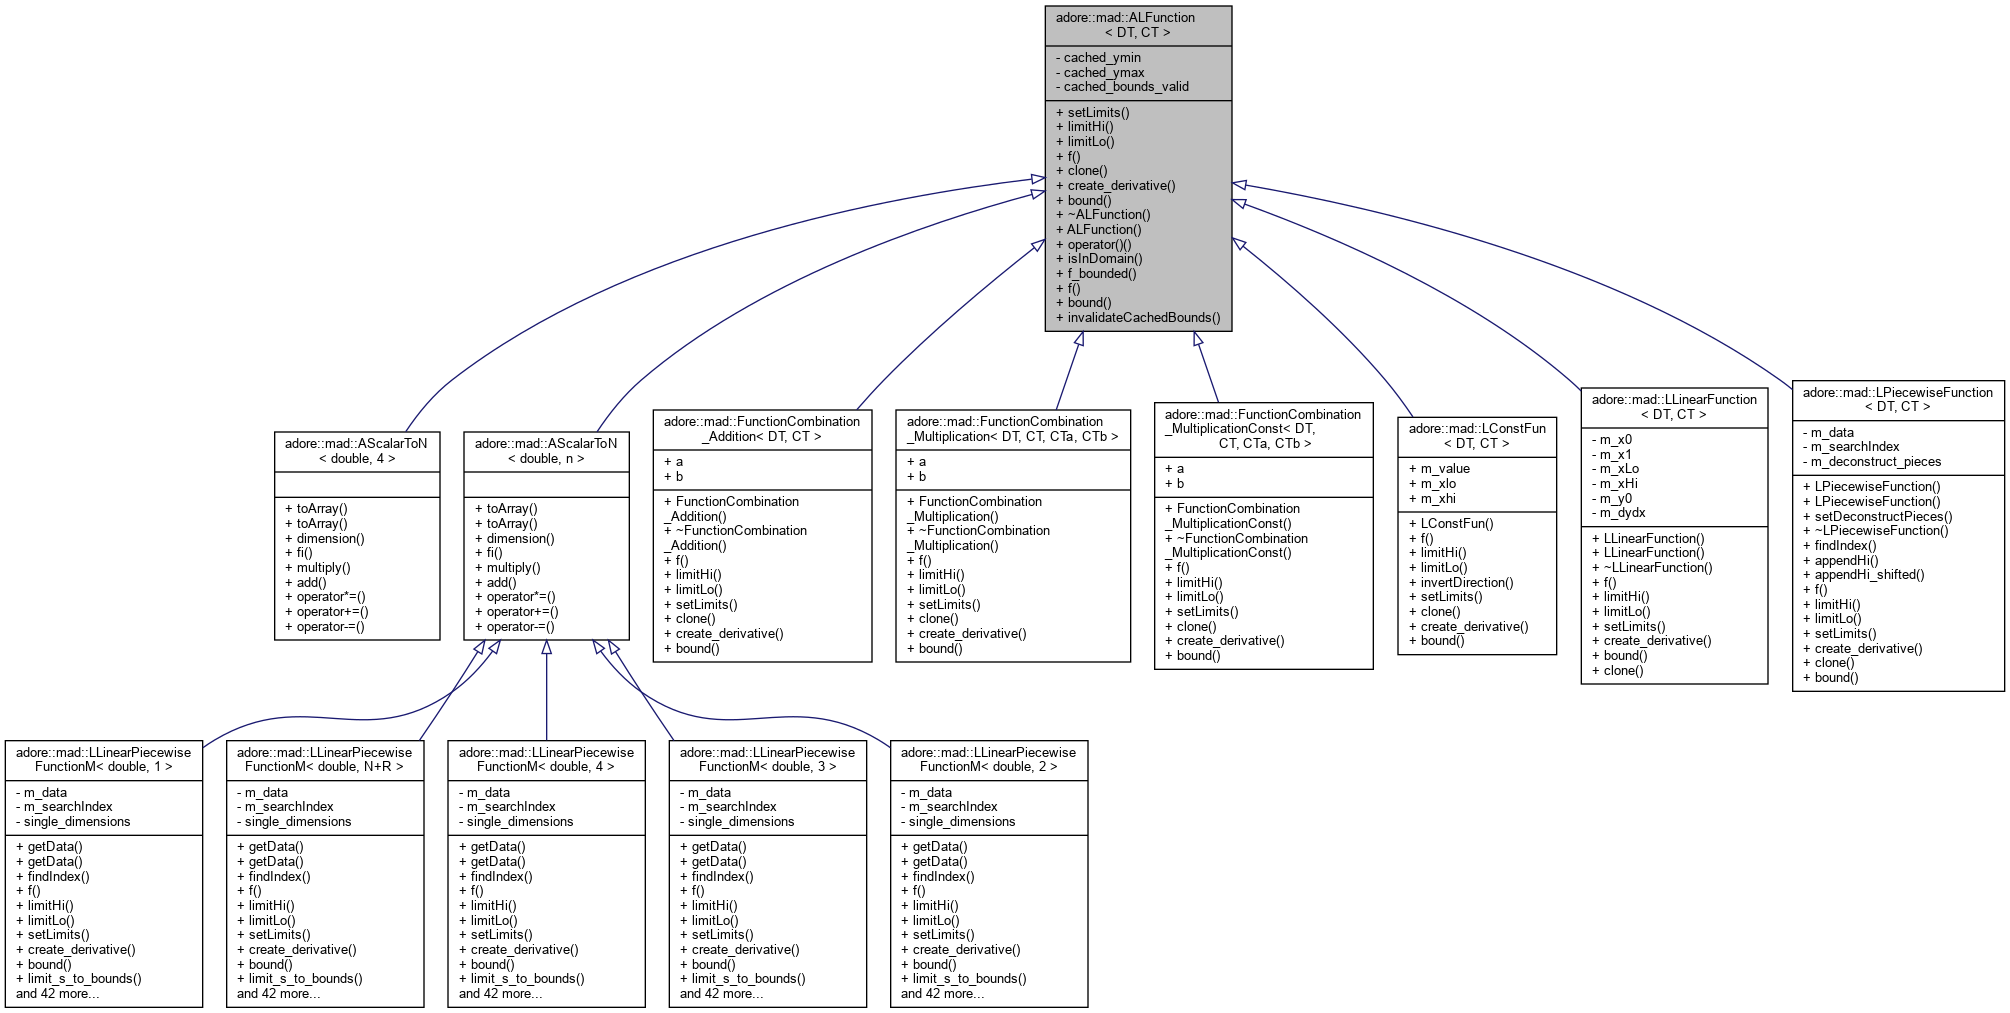 adore::mad::ALFunction
< DT, CT >
- cached_ymin
- cached_ymax
- cached_bounds_valid
+ setLimits()
+ limitHi()
+ limitLo()
+ f()
+ clone()
+ create_derivative()
+ bound()
+ ~ALFunction()
+ ALFunction()
+ operator()()
+ isInDomain()
+ f_bounded()
+ f()
+ bound()
+ invalidateCachedBounds()
adore::mad::AScalarToN
< double, 4 >
+ toArray()
+ toArray()
+ dimension()
+ fi()
+ multiply()
+ add()
+ operator*=()
+ operator+=()
+ operator-=()
adore::mad::AScalarToN
< double, n >
+ toArray()
+ toArray()
+ dimension()
+ fi()
+ multiply()
+ add()
+ operator*=()
+ operator+=()
+ operator-=()
adore::mad::FunctionCombination
_Addition< DT, CT >
+ a
+ b
+ FunctionCombination
_Addition()
+ ~FunctionCombination
_Addition()
+ f()
+ limitHi()
+ limitLo()
+ setLimits()
+ clone()
+ create_derivative()
+ bound()
adore::mad::FunctionCombination
_Multiplication< DT, CT, CTa, CTb >
+ a
+ b
+ FunctionCombination
_Multiplication()
+ ~FunctionCombination
_Multiplication()
+ f()
+ limitHi()
+ limitLo()
+ setLimits()
+ clone()
+ create_derivative()
+ bound()
adore::mad::FunctionCombination
_MultiplicationConst< DT,
CT, CTa, CTb >
+ a
+ b
+ FunctionCombination
_MultiplicationConst()
+ ~FunctionCombination
_MultiplicationConst()
+ f()
+ limitHi()
+ limitLo()
+ setLimits()
+ clone()
+ create_derivative()
+ bound()
adore::mad::LConstFun
< DT, CT >
+ m_value
+ m_xlo
+ m_xhi
+ LConstFun()
+ f()
+ limitHi()
+ limitLo()
+ invertDirection()
+ setLimits()
+ clone()
+ create_derivative()
+ bound()
adore::mad::LLinearFunction
< DT, CT >
- m_x0
- m_x1
- m_xLo
- m_xHi
- m_y0
- m_dydx
+ LLinearFunction()
+ LLinearFunction()
+ ~LLinearFunction()
+ f()
+ limitHi()
+ limitLo()
+ setLimits()
+ create_derivative()
+ bound()
+ clone()
adore::mad::LPiecewiseFunction
< DT, CT >
- m_data
- m_searchIndex
- m_deconstruct_pieces
+ LPiecewiseFunction()
+ LPiecewiseFunction()
+ setDeconstructPieces()
+ ~LPiecewiseFunction()
+ findIndex()
+ appendHi()
+ appendHi_shifted()
+ f()
+ limitHi()
+ limitLo()
+ setLimits()
+ create_derivative()
+ clone()
+ bound()
adore::mad::LLinearPiecewise
FunctionM< double, 1 >
- m_data
- m_searchIndex
- single_dimensions
+ getData()
+ getData()
+ findIndex()
+ f()
+ limitHi()
+ limitLo()
+ setLimits()
+ create_derivative()
+ bound()
+ limit_s_to_bounds()
and 42 more...
adore::mad::LLinearPiecewise
FunctionM< double, N+R >
- m_data
- m_searchIndex
- single_dimensions
+ getData()
+ getData()
+ findIndex()
+ f()
+ limitHi()
+ limitLo()
+ setLimits()
+ create_derivative()
+ bound()
+ limit_s_to_bounds()
and 42 more...
adore::mad::LLinearPiecewise
FunctionM< double, 4 >
- m_data
- m_searchIndex
- single_dimensions
+ getData()
+ getData()
+ findIndex()
+ f()
+ limitHi()
+ limitLo()
+ setLimits()
+ create_derivative()
+ bound()
+ limit_s_to_bounds()
and 42 more...
adore::mad::LLinearPiecewise
FunctionM< double, 3 >
- m_data
- m_searchIndex
- single_dimensions
+ getData()
+ getData()
+ findIndex()
+ f()
+ limitHi()
+ limitLo()
+ setLimits()
+ create_derivative()
+ bound()
+ limit_s_to_bounds()
and 42 more...
adore::mad::LLinearPiecewise
FunctionM< double, 2 >
- m_data
- m_searchIndex
- single_dimensions
+ getData()
+ getData()
+ findIndex()
+ f()
+ limitHi()
+ limitLo()
+ setLimits()
+ create_derivative()
+ bound()
+ limit_s_to_bounds()
and 42 more...